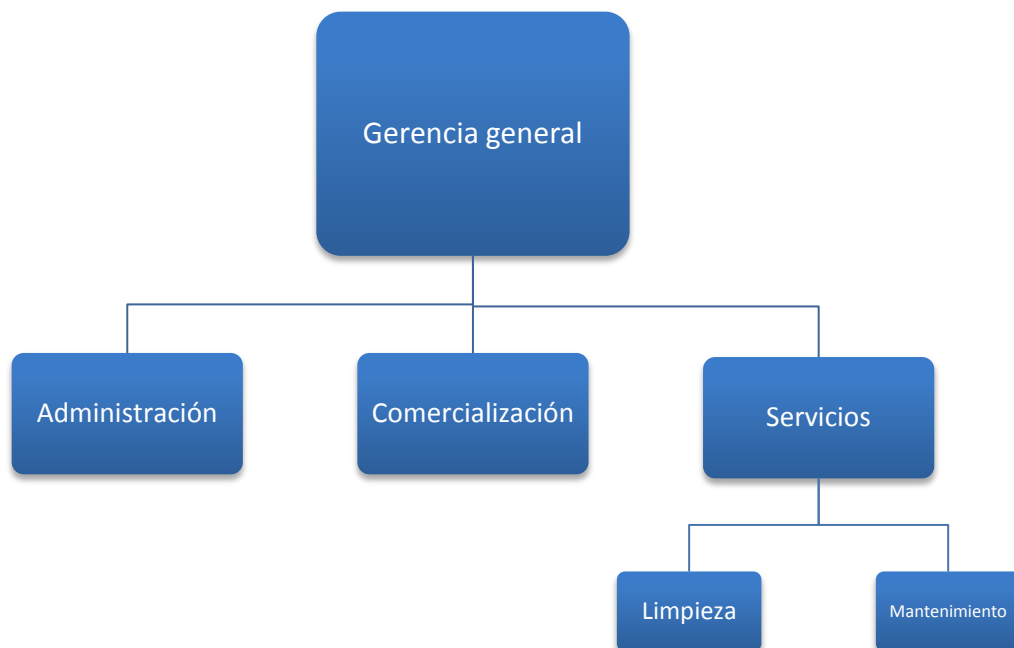 Gerencia general
Administración
Comercialización
Servicios
Limpieza
Mantenimiento